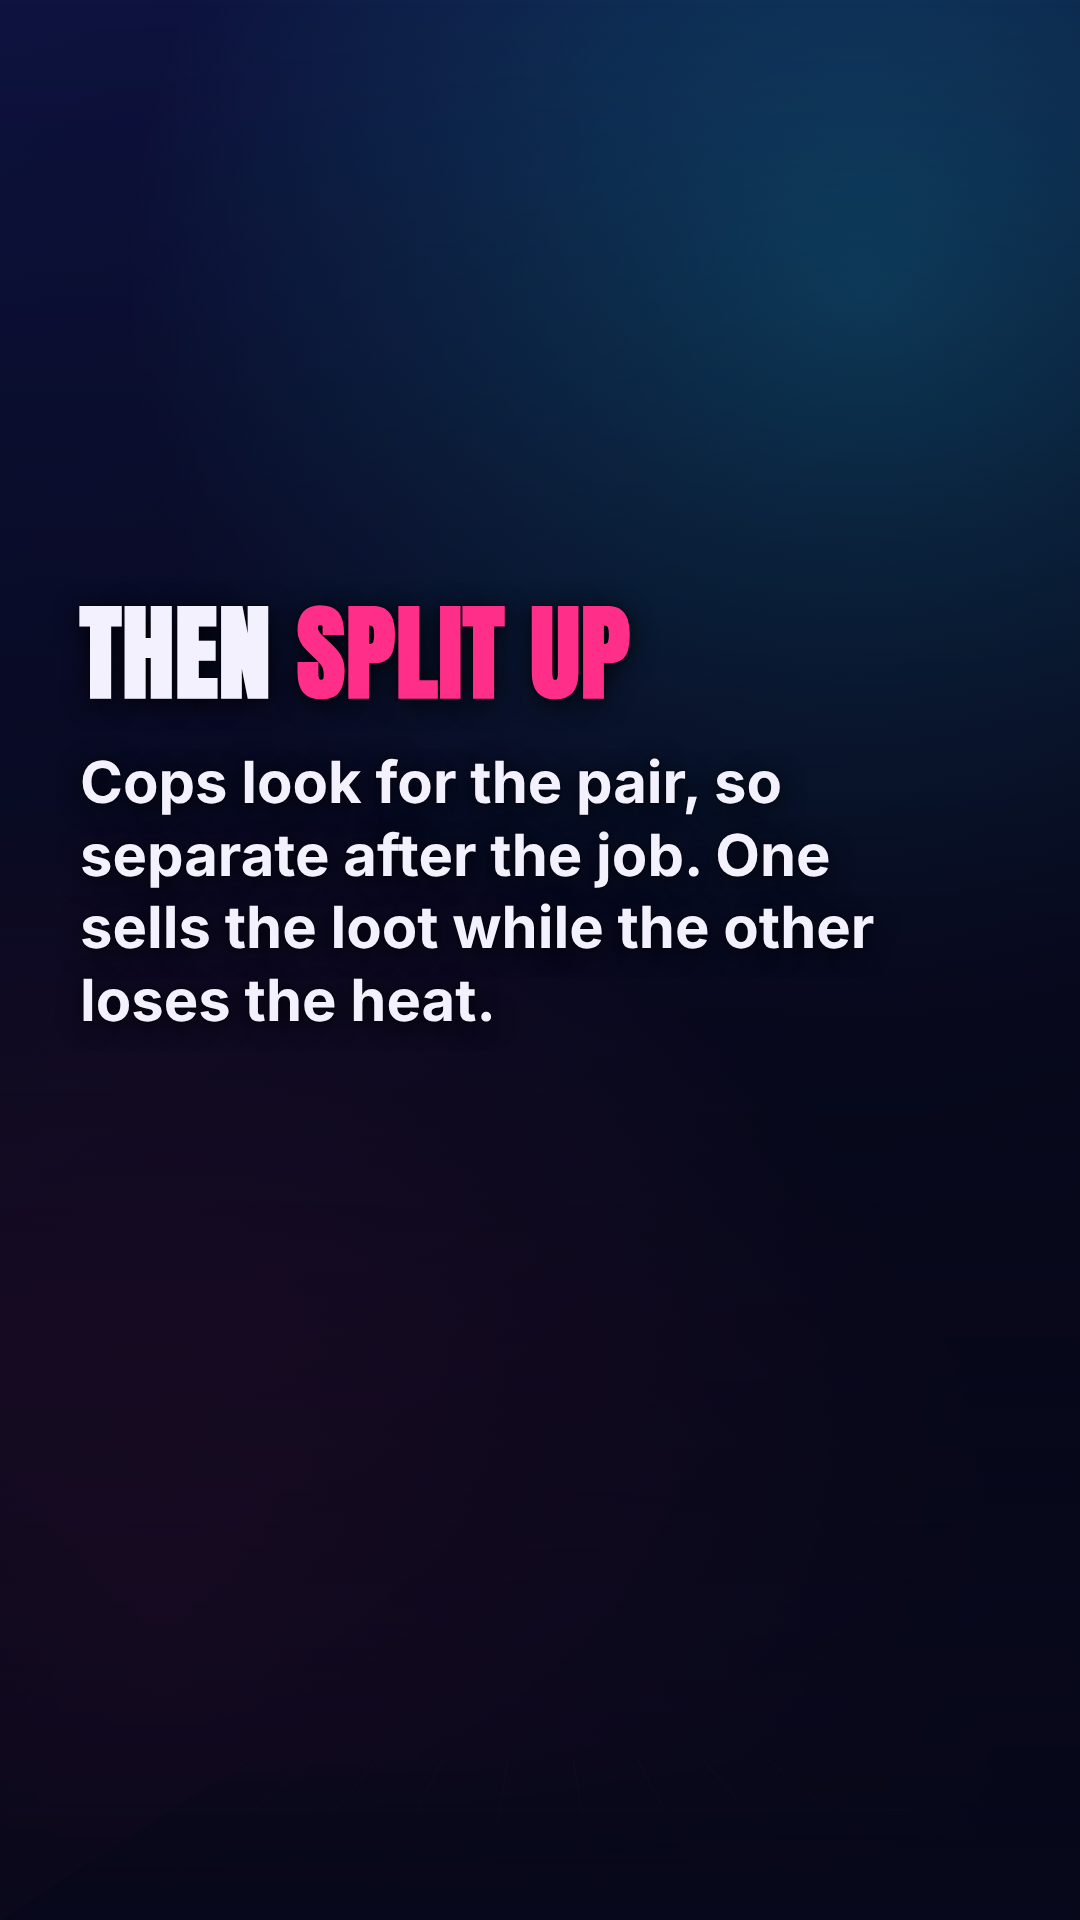 THEN SPLIT UP
Cops look for the pair, so
separate after the job. One
sells the loot while the other
loses the heat.